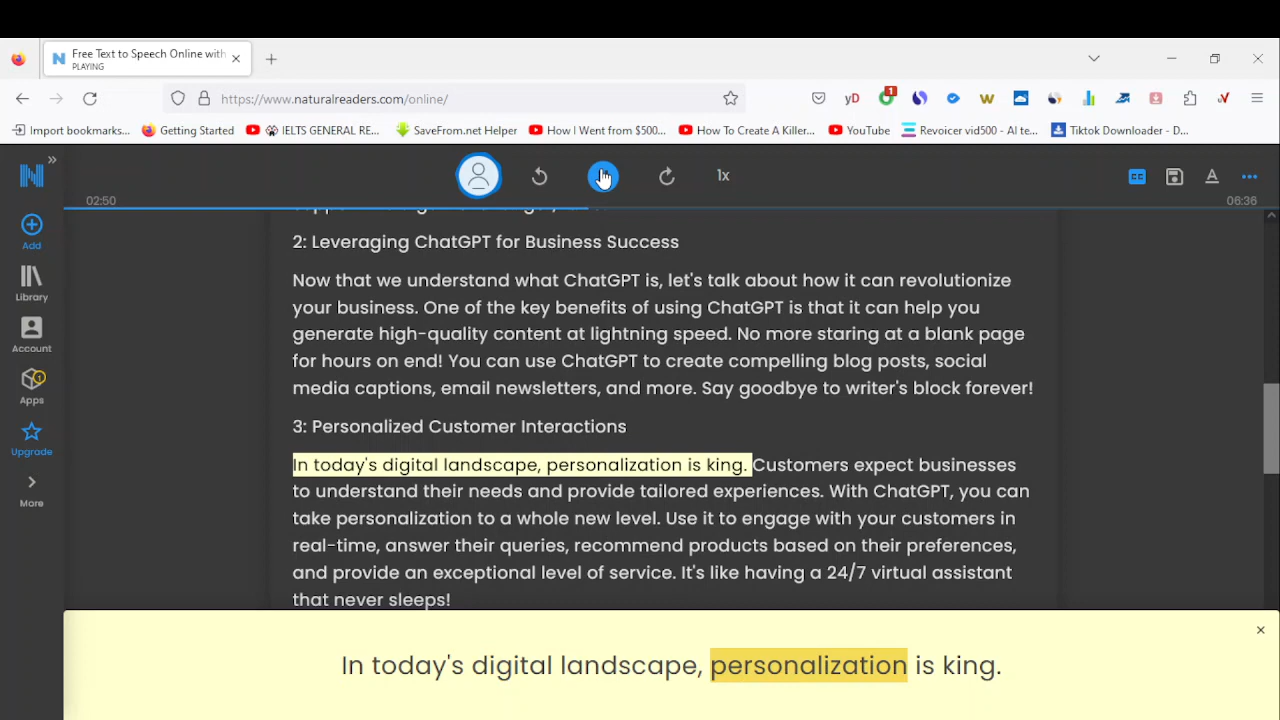 Free Text to Speech Online with
PLAYING
https://www.naturalreaders.com/online/
yD
1
W
Import bookmarks...
Getting Started
IELTS GENERAL RE...
SaveFrom.net Helper
How I Went from $500...
How To Create A Killer...
YouTube
Revoicer vid500 - AI te...
Tiktok Downloader - D...
1x
CC
A
02:50
06:36
Add
Library
Account
1
Apps
Upgrade
More
2: Leveraging ChatGPT for Business Success
Now that we understand what ChatGPT is, let's talk about how it can revolutionize
your business. One of the key benefits of using ChatGPT is that it can help you
generate high-quality content at lightning speed. No more staring at a blank page
for hours on end! You can use ChatGPT to create compelling blog posts, social
media captions, email newsletters, and more. Say goodbye to writer's block forever!
3: Personalized Customer Interactions
In today's digital landscape, personalization is king. Customers expect businesses
to understand their needs and provide tailored experiences. With ChatGPT, you can
take personalization to a whole new level. Use it to engage with your customers in
real-time, answer their queries, recommend products based on their preferences,
and provide an exceptional level of service. It's like having a 24/7 virtual assistant
that never sleeps!
In today's digital landscape, personalization is king.